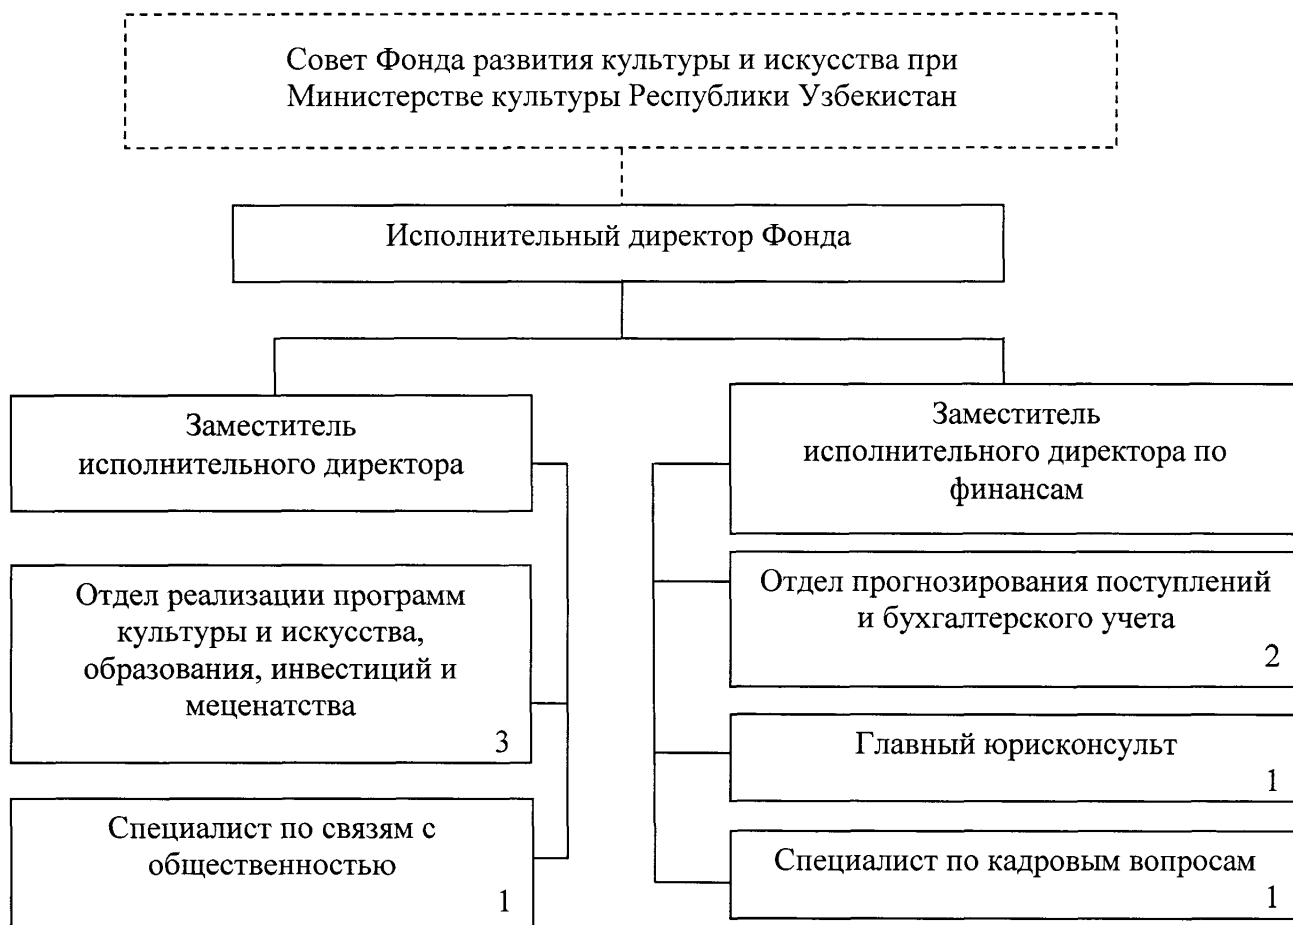 Совет Фонда развития культуры и искусства при
Министерстве культуры Республики Узбекистан
Исполнительный директор Фонда
Заместитель
исполнительного директора
Отдел реализации программ
культуры и искусства,
образования, инвестиций и
меценатства
3
Специалист по связям с
общественностью
1
Заместитель
исполнительного директора по
финансам
Отдел прогнозирования поступлений
и бухгалтерского учета
2
Главный юрисконсульт
1
Специалист по кадровым вопросам
1